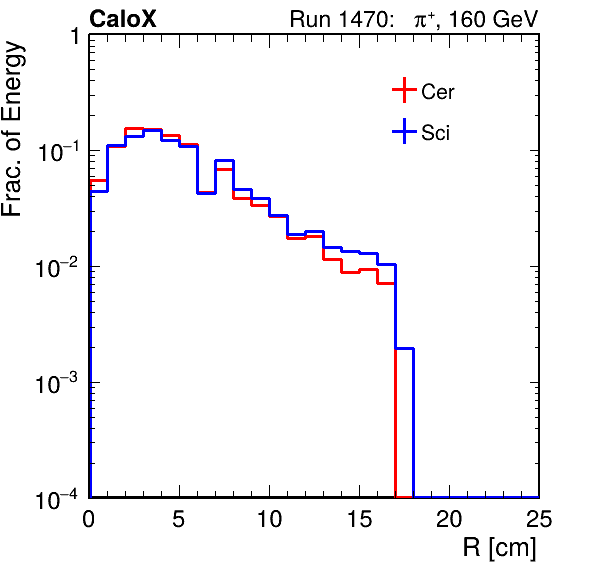 CaloX Run 1470: π⁺, 160 GeV
Frac. of Energy
1
10⁻¹
10⁻²
10⁻³
10⁻⁴
Cer
Sci
0 5 10 15 20 25
R [cm]